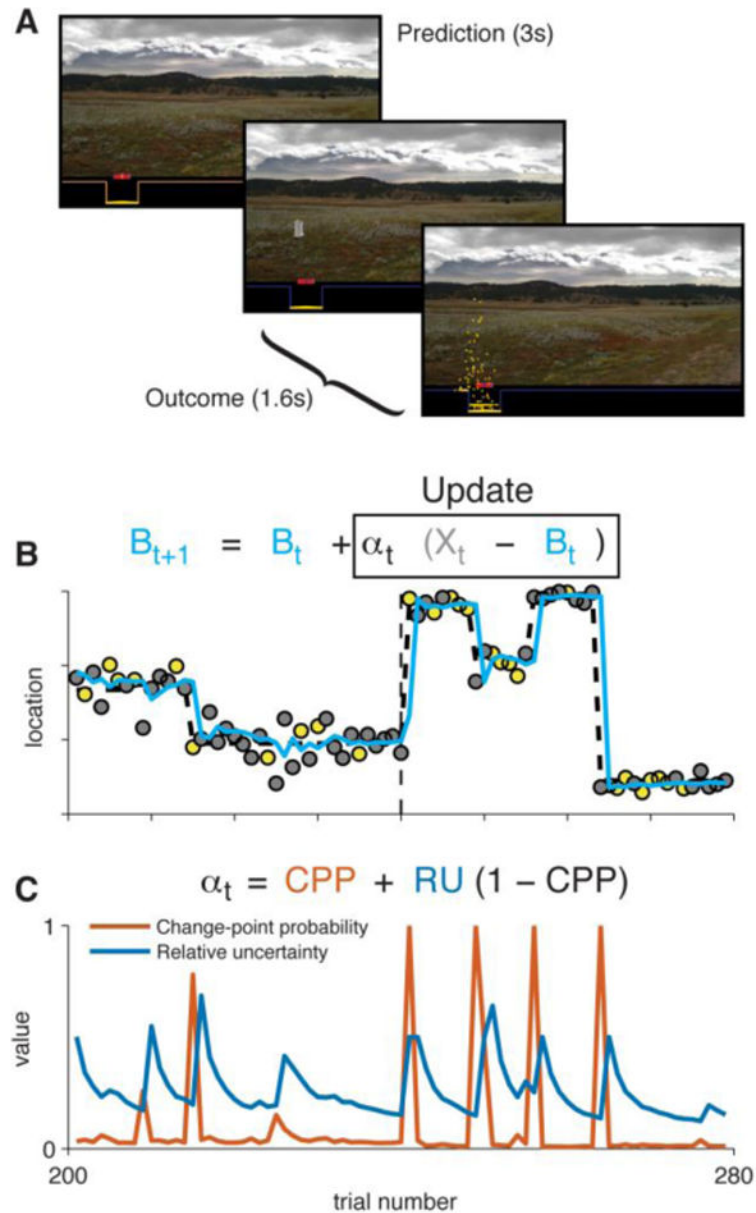 A
Prediction (3s)
Outcome (1.6s)
Update
B
Bₜ₊₁ = Bₜ + αₜ (Xₜ − Bₜ)
location
C
αₜ = CPP + RU (1 − CPP)
1
Change-point probability
Relative uncertainty
value
0
200
280
trial number